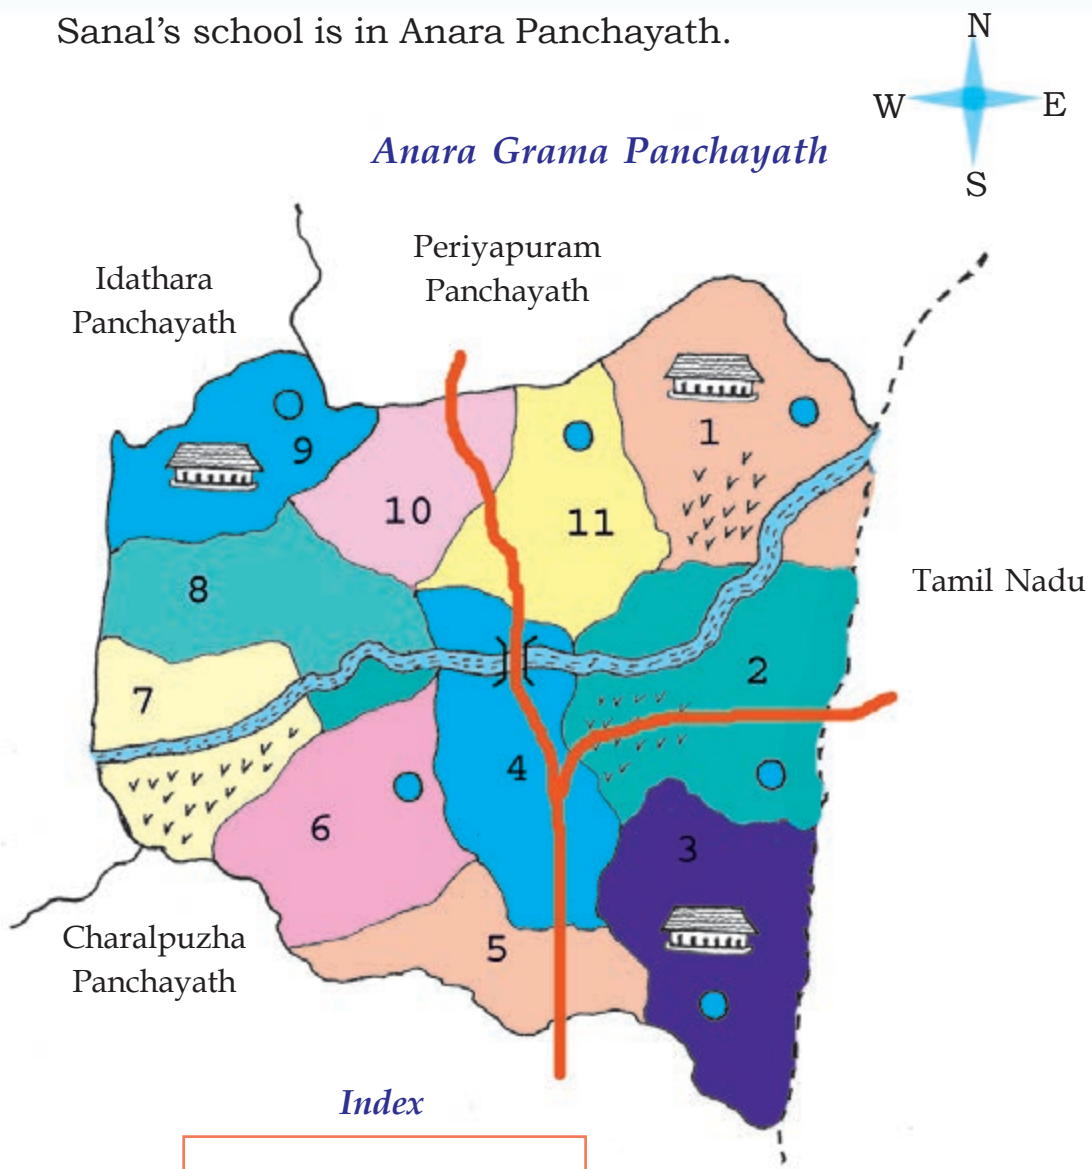 Sanal's school is in Anara Panchayath.
N
W
E
S
Anara Grama Panchayath
Idathara
Panchayath
Periyapuram
Panchayath
1
9
10
11
8
Tamil Nadu
2
7
4
6
3
5
Charalpuzha
Panchayath
Index